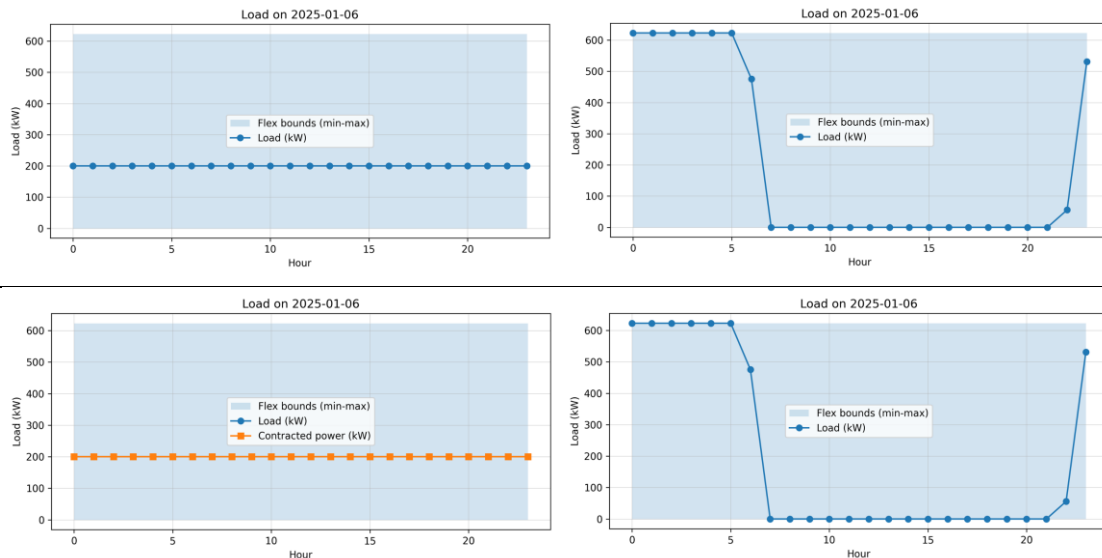 Load on 2025-01-06
600
500
400
300
200
100
0
Load (kW)
Flex bounds (min-max)
Load (kW)
0
5
10
15
20
Hour
Load on 2025-01-06
600
500
400
300
200
100
0
Load (kW)
Flex bounds (min-max)
Load (kW)
0
5
10
15
20
Hour
Load on 2025-01-06
600
500
400
300
200
100
0
Load (kW)
Flex bounds (min-max)
Load (kW)
Contracted power (kW)
0
5
10
15
20
Hour
Load on 2025-01-06
600
500
400
300
200
100
0
Load (kW)
Flex bounds (min-max)
Load (kW)
0
5
10
15
20
Hour